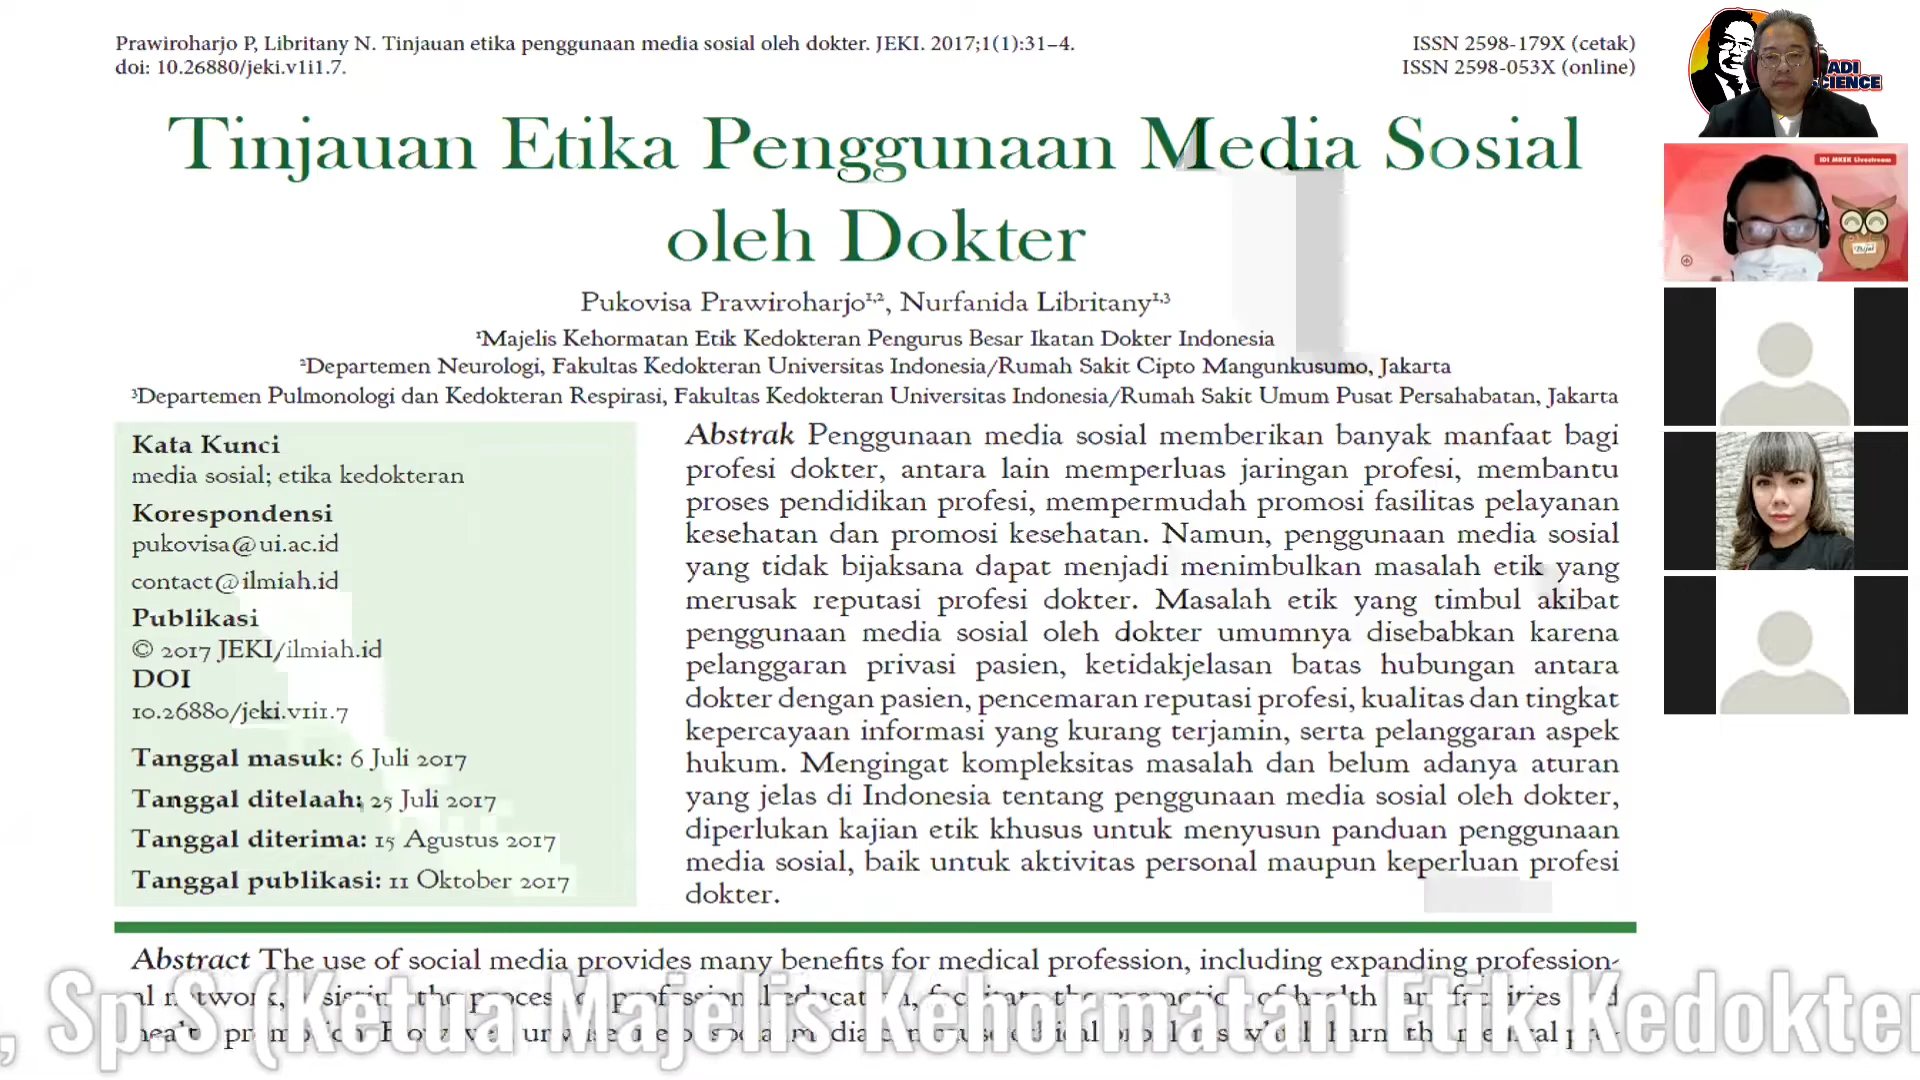 Prawiroharjo P, Libritany N. Tinjauan etika penggunaan media sosial oleh dokter. JEKI. 2017;1(1):31–4.
doi: 10.26880/jeki.v1i1.7.
ISSN 2598-179X (cetak)
ISSN 2598-053X (online)
ADI
SCIENCE
IDI MKEK Livestream
Bijak
Tinjauan Etika Penggunaan Media Sosial
oleh Dokter
Pukovisa Prawiroharjo¹,², Nurfanida Libritany¹,³
¹Majelis Kehormatan Etik Kedokteran Pengurus Besar Ikatan Dokter Indonesia
²Departemen Neurologi, Fakultas Kedokteran Universitas Indonesia/Rumah Sakit Cipto Mangunkusumo, Jakarta
³Departemen Pulmonologi dan Kedokteran Respirasi, Fakultas Kedokteran Universitas Indonesia/Rumah Sakit Umum Pusat Persahabatan, Jakarta
Kata Kunci
media sosial; etika kedokteran
Korespondensi
pukovisa@ui.ac.id
contact@ilmiah.id
Publikasi
© 2017 JEKI/ilmiah.id
DOI
10.26880/jeki.v1i1.7
Tanggal masuk: 6 Juli 2017
Tanggal ditelaah: 25 Juli 2017
Tanggal diterima: 15 Agustus 2017
Tanggal publikasi: 11 Oktober 2017
Abstrak Penggunaan media sosial memberikan banyak manfaat bagi
profesi dokter, antara lain memperluas jaringan profesi, membantu
proses pendidikan profesi, mempermudah promosi fasilitas pelayanan
kesehatan dan promosi kesehatan. Namun, penggunaan media sosial
yang tidak bijaksana dapat menjadi menimbulkan masalah etik yang
merusak reputasi profesi dokter. Masalah etik yang timbul akibat
penggunaan media sosial oleh dokter umumnya disebabkan karena
pelanggaran privasi pasien, ketidakjelasan batas hubungan antara
dokter dengan pasien, pencemaran reputasi profesi, kualitas dan tingkat
kepercayaan informasi yang kurang terjamin, serta pelanggaran aspek
hukum. Mengingat kompleksitas masalah dan belum adanya aturan
yang jelas di Indonesia tentang penggunaan media sosial oleh dokter,
diperlukan kajian etik khusus untuk menyusun panduan penggunaan
media sosial, baik untuk aktivitas personal maupun keperluan profesi
dokter.
Abstract The use of social media provides many benefits for medical profession, including expanding profession-
, Sp.S (Ketua Majelis Kehormatan Etik Kedokter